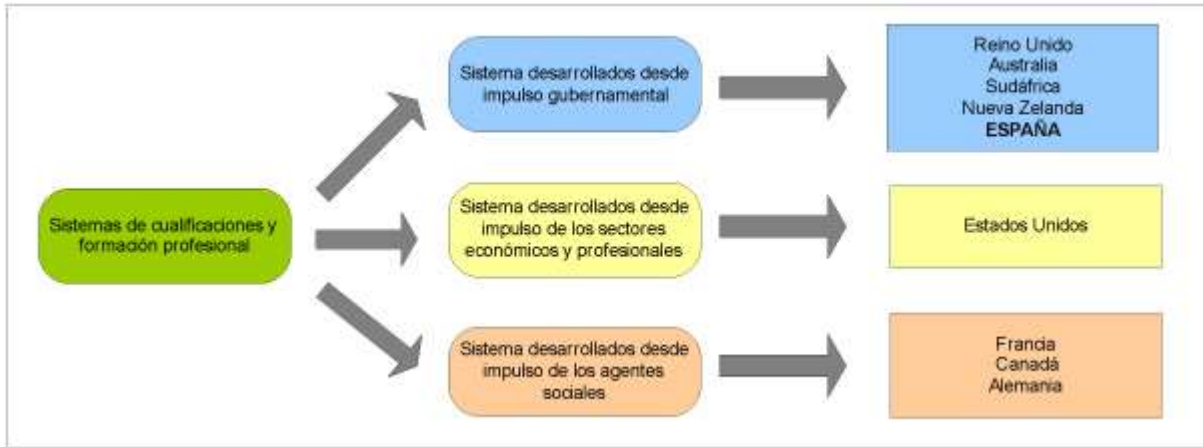 Sistemas de cualificaciones y
formación profesional
Sistema desarrollados desde
impulso gubernamental
Reino Unido
Australia
Sudáfrica
Nueva Zelanda
ESPAÑA
Sistema desarrollados desde
impulso de los sectores
económicos y profesionales
Estados Unidos
Sistema desarrollados desde
impulso de los agentes
sociales
Francia
Canadá
Alemania